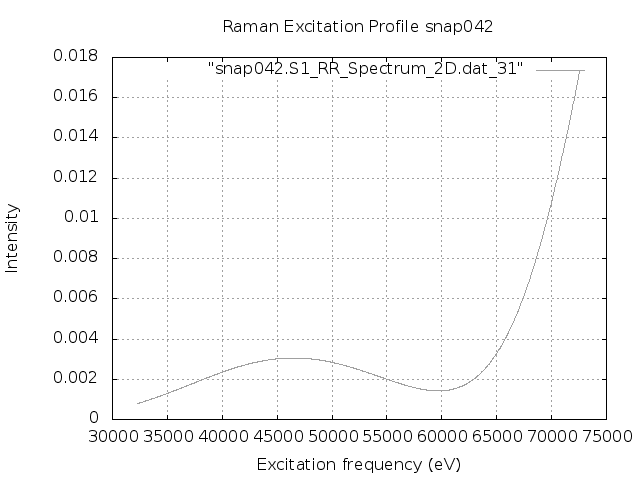 Raman Excitation Profile snap042
"snap042.S1_RR_Spectrum_2D.dat_31"
0.018
0.016
0.014
0.012
0.01
0.008
0.006
0.004
0.002
0
Intensity
30000 35000 40000 45000 50000 55000 60000 65000 70000 75000
Excitation frequency (eV)